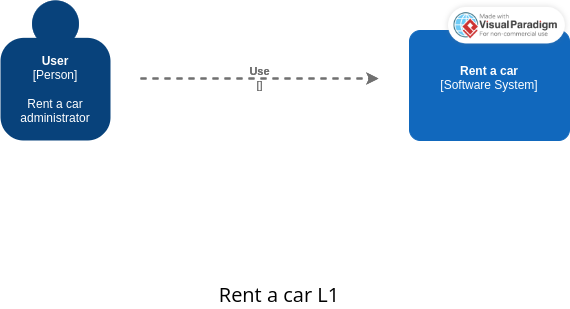 User
[Person]
Rent a car
administrator
Use
[]
Made with
Visual Paradigm
For non-commercial use
Rent a car
[Software System]
Rent a car L1